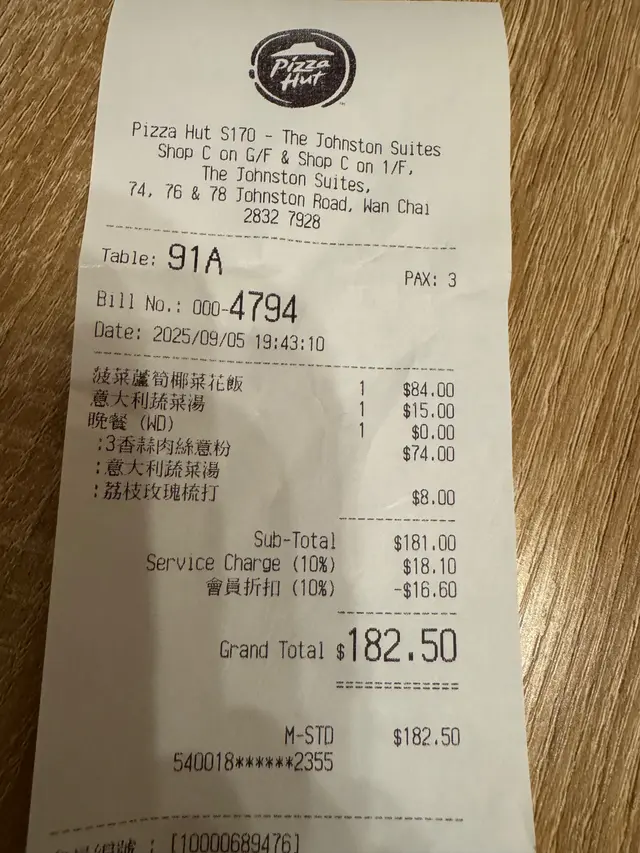 Pizza
Hut
Pizza Hut S170 - The Johnston Suites
Shop C on G/F & Shop C on 1/F,
The Johnston Suites,
74, 76 & 78 Johnston Road, Wan Chai
2832 7928
Table: 91A PAX: 3
Bill No.: 000-4794
Date: 2025/09/05 19:43:10
菠菜蘆筍椰菜花飯 1 $84.00
意大利蔬菜湯 1 $15.00
晚餐 (WD) 1 $0.00
:3香蒜肉絲意粉 $74.00
:意大利蔬菜湯
:荔枝玫瑰梳打 $8.00
Sub-Total $181.00
Service Charge (10%) $18.10
會員折扣 (10%) -$16.60
Grand Total $182.50
M-STD $182.50
540018******2355
編號 : [10000689476]